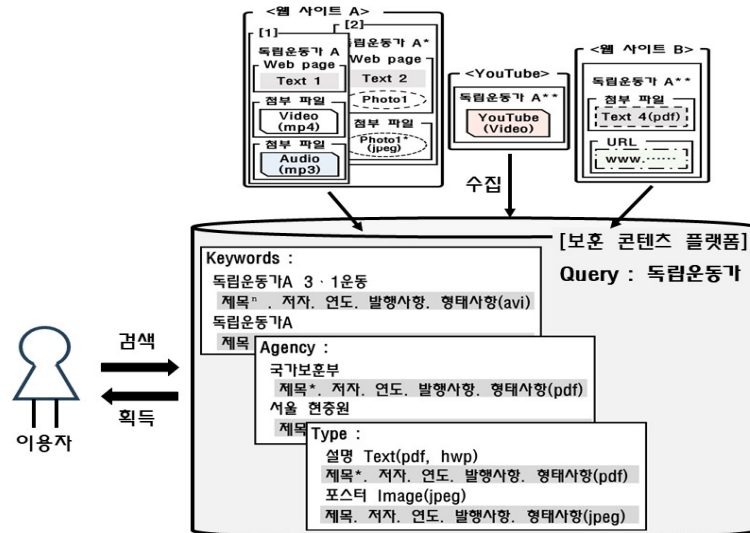 <웹 사이트 A>
[1]
독립운동가 A
Web page
Text 1
첨부 파일
Video
(mp4)
첨부 파일
Audio
(mp3)
[2]
독립운동가 A*
Web page
Text 2
Photo1
첨부 파일
Photo1*
(jpeg)
<YouTube>
독립운동가 A**
YouTube
(Video)
<웹 사이트 B>
독립운동가 A**
첨부 파일
Text 4(pdf)
URL
www.······
수집
[보훈 콘텐츠 플랫폼]
Query : 독립운동가
Keywords :
독립운동가A 3ㆍ1운동
제목ⁿ . 저자. 연도. 발행사항. 형태사항(avi)
독립운동가A
제목
Agency :
국가보훈부
제목*. 저자. 연도. 발행사항. 형태사항(pdf)
서울 현충원
제목
Type :
설명 Text(pdf, hwp)
제목*. 저자. 연도. 발행사항. 형태사항(pdf)
포스터 Image(jpeg)
제목. 저자. 연도. 발행사항. 형태사항(jpeg)
검색
획득
이용자